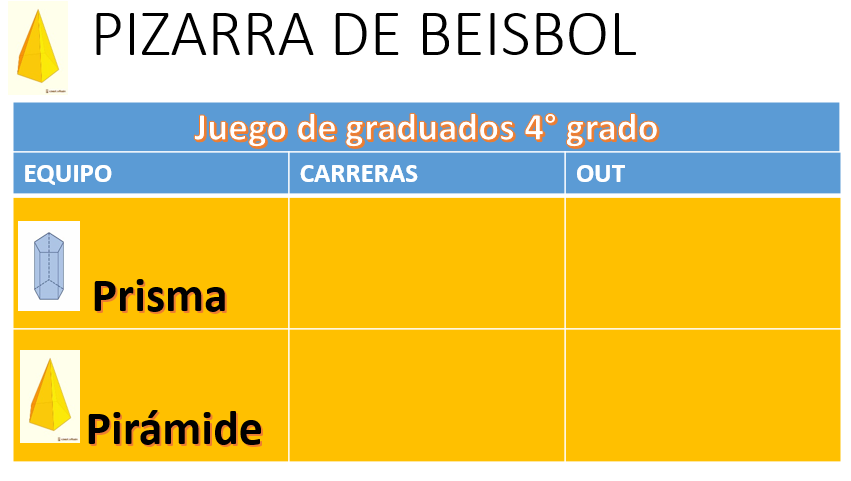 PIZARRA DE BEISBOL
Juego de graduados 4° grado
EQUIPO CARRERAS OUT
Prisma
Pirámide